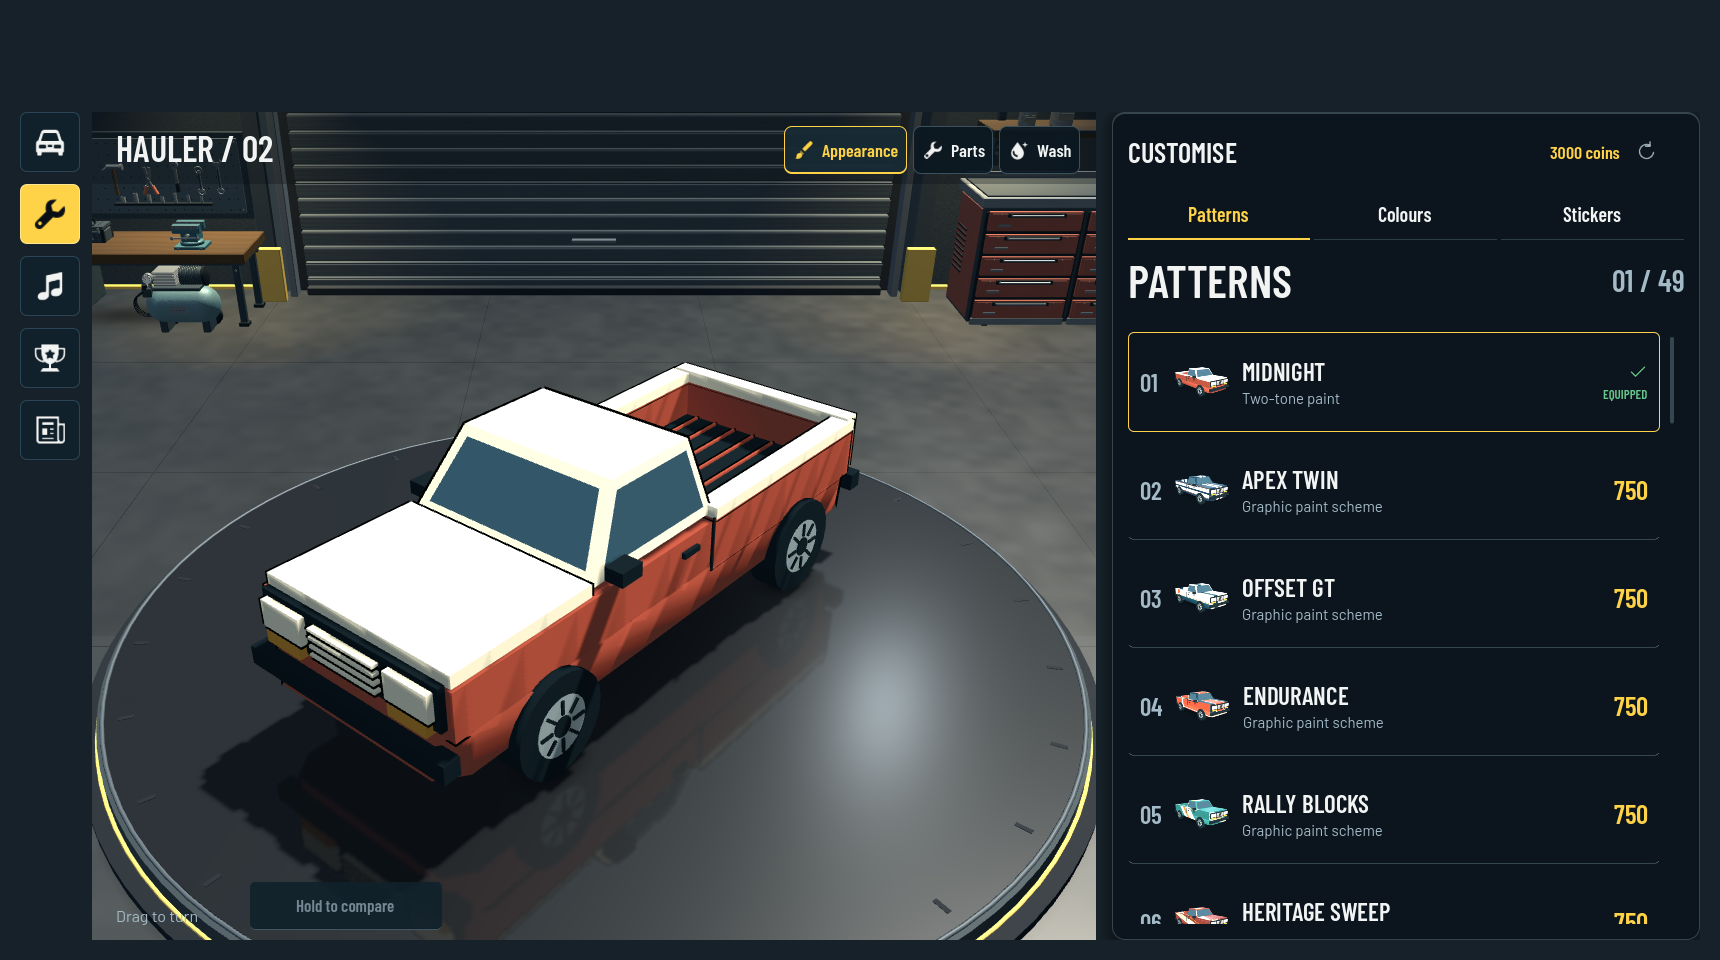 HAULER / 02
Appearance
Parts
Wash
Drag to turn
Hold to compare
CUSTOMISE
3000 coins
Patterns
Colours
Stickers
PATTERNS
01 / 49
01
MIDNIGHT
Two-tone paint
EQUIPPED
02
APEX TWIN
Graphic paint scheme
750
03
OFFSET GT
Graphic paint scheme
750
04
ENDURANCE
Graphic paint scheme
750
05
RALLY BLOCKS
Graphic paint scheme
750
06
HERITAGE SWEEP
750